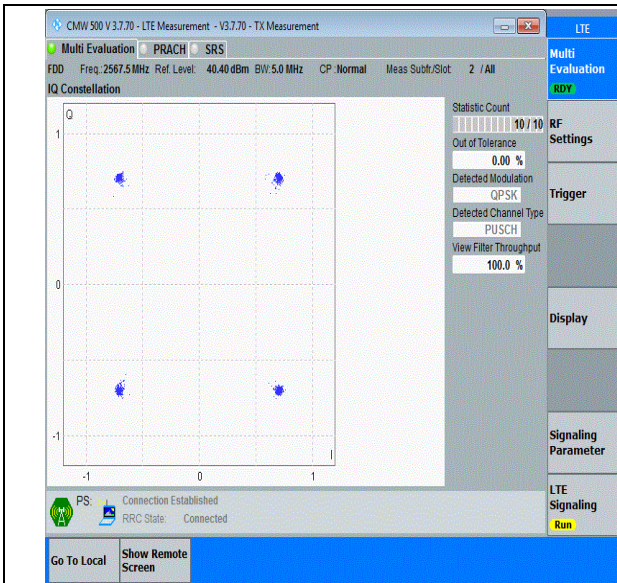 CMW 500 V 3.7.70 - LTE Measurement - V3.7.70 - TX Measurement
LTE
Multi Evaluation PRACH SRS
FDD Freq.: 2567.5 MHz Ref. Level: 40.40 dBm BW: 5.0 MHz CP : Normal Meas Subfr./Slot: 2 / All
IQ Constellation
Q
1
0
-1
-1 0 1
I
Statistic Count
10 / 10
Out of Tolerance
0.00 %
Detected Modulation
QPSK
Detected Channel Type
PUSCH
View Filter Throughput
100.0 %
Multi
Evaluation
RDY
RF
Settings
Trigger
Display
Signaling
Parameter
LTE
Signaling
Run
PS: Connection Established
RRC State: Connected
Go To Local
Show Remote
Screen